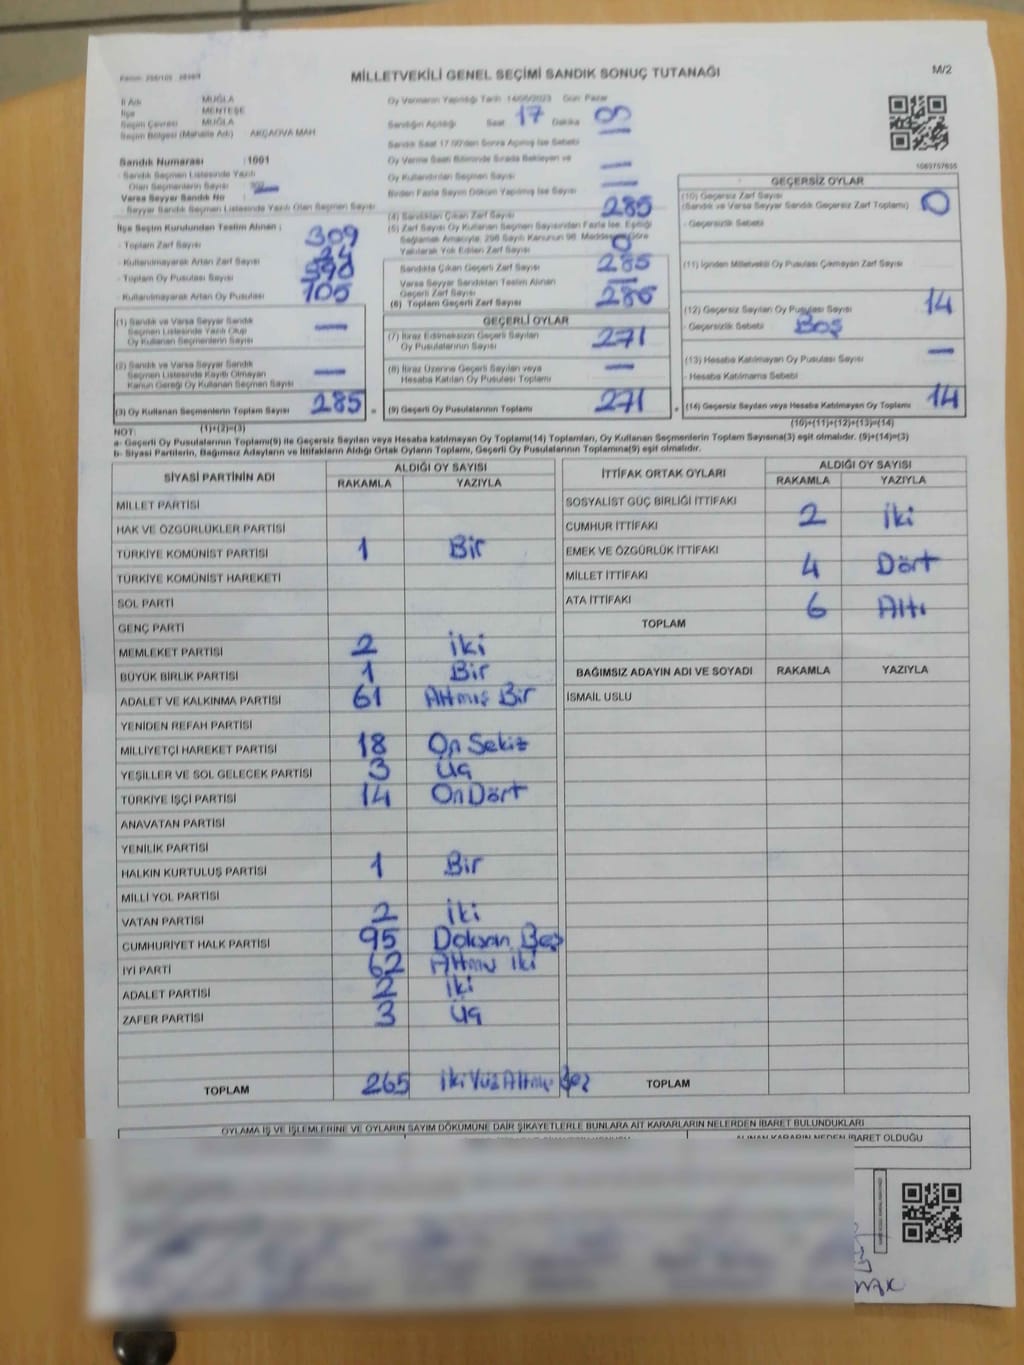 MİLLETVEKİLİ GENEL SEÇİMİ SANDIK SONUÇ TUTANAĞI
M/2
İl Adı MUĞLA
İlçe MENTEŞE
Seçim Çevresi MUĞLA
Seçim Bölgesi (Mahalle Adı) AKÇAOVA MAH.
Sandık Numarası : 1001
- Sandık Seçmen Listesinde Yazılı
Olan Seçmenlerin Sayısı
Varsa Seyyar Sandık No —
- Seyyar Sandık Seçmen Listesinde Yazılı Olan Seçmen Sayısı
Oy Vermenin Yapıldığı Tarih 14/05/2023 Gün Pazar
Sandığın Açıldığı Saat 17 Dakika
Sandık Saat 17.00'den Sonra Açılmış İse Sebebi —
Oy Verme Saati Bitiminde Sırada Bekleyen ve
Oy Kullandırılan Seçmen Sayısı —
Birden Fazla Sayım Döküm Yapılmış İse Sayısı —
1089757655
İlçe Seçim Kurulundan Teslim Alınan :
- Toplam Zarf Sayısı 309
- Kullanılmayarak Artan Zarf Sayısı 24
- Toplam Oy Pusulası Sayısı
- Kullanılmayarak Artan Oy Pusulası 105
(4) Sandıktan Çıkan Zarf Sayısı 285
(5) Zarf Sayısı Oy Kullanan Seçmen Sayısından Fazla İse, Eşitliği
Sağlamak Amacıyla, 298 Sayılı Kanunun 98. Maddesine Göre
Yakılarak Yok Edilen Zarf Sayısı 0
Sandıkta Çıkan Geçerli Zarf Sayısı 285
Varsa Seyyar Sandıktan Teslim Alınan
Geçerli Zarf Sayısı —
(6) Toplam Geçerli Zarf Sayısı
GEÇERSİZ OYLAR
(10) Geçersiz Zarf Sayısı
(Sandık ve Varsa Seyyar Sandık Geçersiz Zarf Toplamı) 0
- Geçersizlik Sebebi
(11) İçinden Milletvekili Oy Pusulası Çıkmayan Zarf Sayısı
(12) Geçersiz Sayılan Oy Pusulası Sayısı 14
- Geçersizlik Sebebi Boş
(13) Hesaba Katılmayan Oy Pusulası Sayısı —
- Hesaba Katılmama Sebebi
(14) Geçersiz Sayılan veya Hesaba Katılmayan Oy Toplamı 14
(10)+(11)+(12)+(13)=(14)
(1) Sandık ve Varsa Seyyar Sandık
Seçmen Listesinde Yazılı Olup
Oy Kullanan Seçmenlerin Sayısı —
(2) Sandık ve Varsa Seyyar Sandık
Seçmen Listesinde Kayıtlı Olmayan
Kanun Gereği Oy Kullanan Seçmen Sayısı —
(3) Oy Kullanan Seçmenlerin Toplam Sayısı 285 =
(1)+(2)=(3)
GEÇERLİ OYLAR
(7) İtiraz Edilmeksizin Geçerli Sayılan
Oy Pusulalarının Sayısı 271
(8) İtiraz Üzerine Geçerli Sayılan veya
Hesaba Katılan Oy Pusulası Toplamı —
(9) Geçerli Oy Pusulalarının Toplamı 271 +
NOT:
a- Geçerli Oy Pusulalarının Toplamı(9) ile Geçersiz Sayılan veya Hesaba katılmayan Oy Toplamı(14) Toplamları, Oy Kullanan Seçmenlerin Toplam Sayısına(3) eşit olmalıdır. (9)+(14)=(3)
b- Siyasi Partilerin, Bağımsız Adayların ve İttifakların Aldığı Ortak Oyların Toplamı, Geçerli Oy Pusulalarının Toplamına(9) eşit olmalıdır.
SİYASİ PARTİNİN ADI ALDIĞI OY SAYISI
RAKAMLA YAZIYLA
MİLLET PARTİSİ
HAK VE ÖZGÜRLÜKLER PARTİSİ
TÜRKİYE KOMÜNİST PARTİSİ 1 Bir
TÜRKİYE KOMÜNİST HAREKETİ
SOL PARTİ
GENÇ PARTİ
MEMLEKET PARTİSİ 2 İki
BÜYÜK BİRLİK PARTİSİ 1 Bir
ADALET VE KALKINMA PARTİSİ 61 Altmış Bir
YENİDEN REFAH PARTİSİ
MİLLİYETÇİ HAREKET PARTİSİ 18 On Sekiz
YEŞİLLER VE SOL GELECEK PARTİSİ 3 Üç
TÜRKİYE İŞÇİ PARTİSİ 14 On Dört
ANAVATAN PARTİSİ
YENİLİK PARTİSİ
HALKIN KURTULUŞ PARTİSİ 1 Bir
MİLLİ YOL PARTİSİ
VATAN PARTİSİ 2 İki
CUMHURİYET HALK PARTİSİ 95 Doksan Beş
İYİ PARTİ 62 Altmış iki
ADALET PARTİSİ 2 İki
ZAFER PARTİSİ 3 Üç
TOPLAM 265 İki Yüz Altmış Beş
İTTİFAK ORTAK OYLARI ALDIĞI OY SAYISI
RAKAMLA YAZIYLA
SOSYALİST GÜÇ BİRLİĞİ İTTİFAKI
CUMHUR İTTİFAKI 2 İki
EMEK VE ÖZGÜRLÜK İTTİFAKI
MİLLET İTTİFAKI 4 Dört
ATA İTTİFAKI 6 Altı
TOPLAM
BAĞIMSIZ ADAYIN ADI VE SOYADI RAKAMLA YAZIYLA
İSMAİL USLU
TOPLAM
OYLAMA İŞ VE İŞLEMLERİNE VE OYLARIN SAYIM DÖKÜMÜNE DAİR ŞİKAYETLERLE BUNLARA AİT KARARLARIN NELERDEN İBARET BULUNDUKLARI
ALINAN KARARIN NEDEN İBARET OLDUĞU